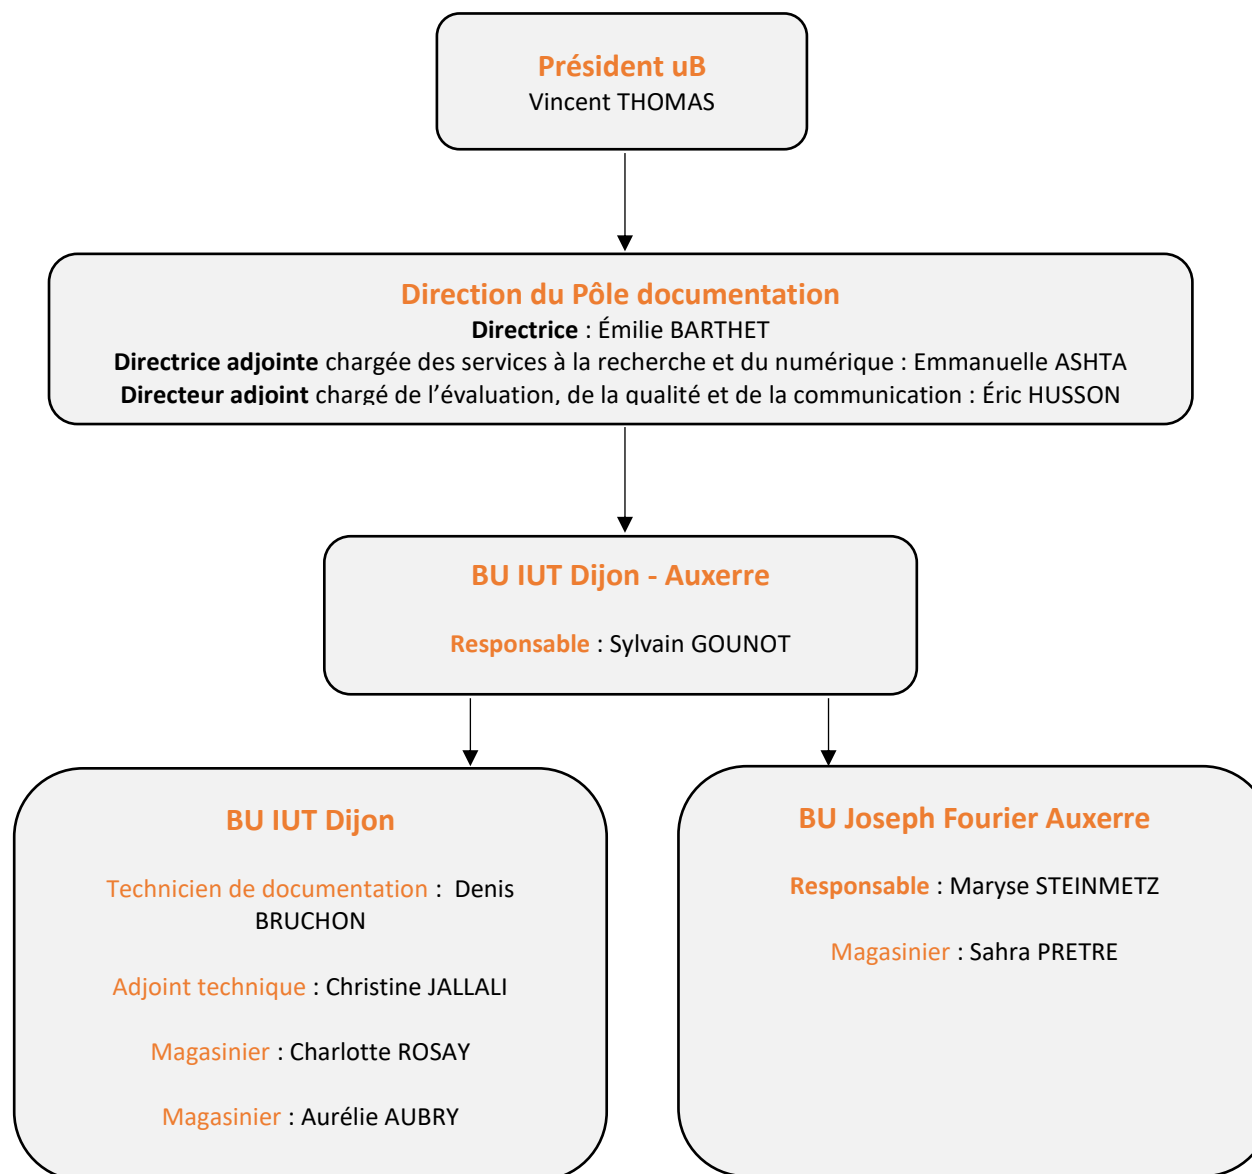 Président uB
Vincent THOMAS
Direction du Pôle documentation
Directrice : Émilie BARTHET
Directrice adjointe chargée des services à la recherche et du numérique : Emmanuelle ASHTA
Directeur adjoint chargé de l’évaluation, de la qualité et de la communication : Éric HUSSON
BU IUT Dijon - Auxerre
Responsable : Sylvain GOUNOT
BU IUT Dijon
Technicien de documentation : Denis
BRUCHON
Adjoint technique : Christine JALLALI
Magasinier : Charlotte ROSAY
Magasinier : Aurélie AUBRY
BU Joseph Fourier Auxerre
Responsable : Maryse STEINMETZ
Magasinier : Sahra PRETRE